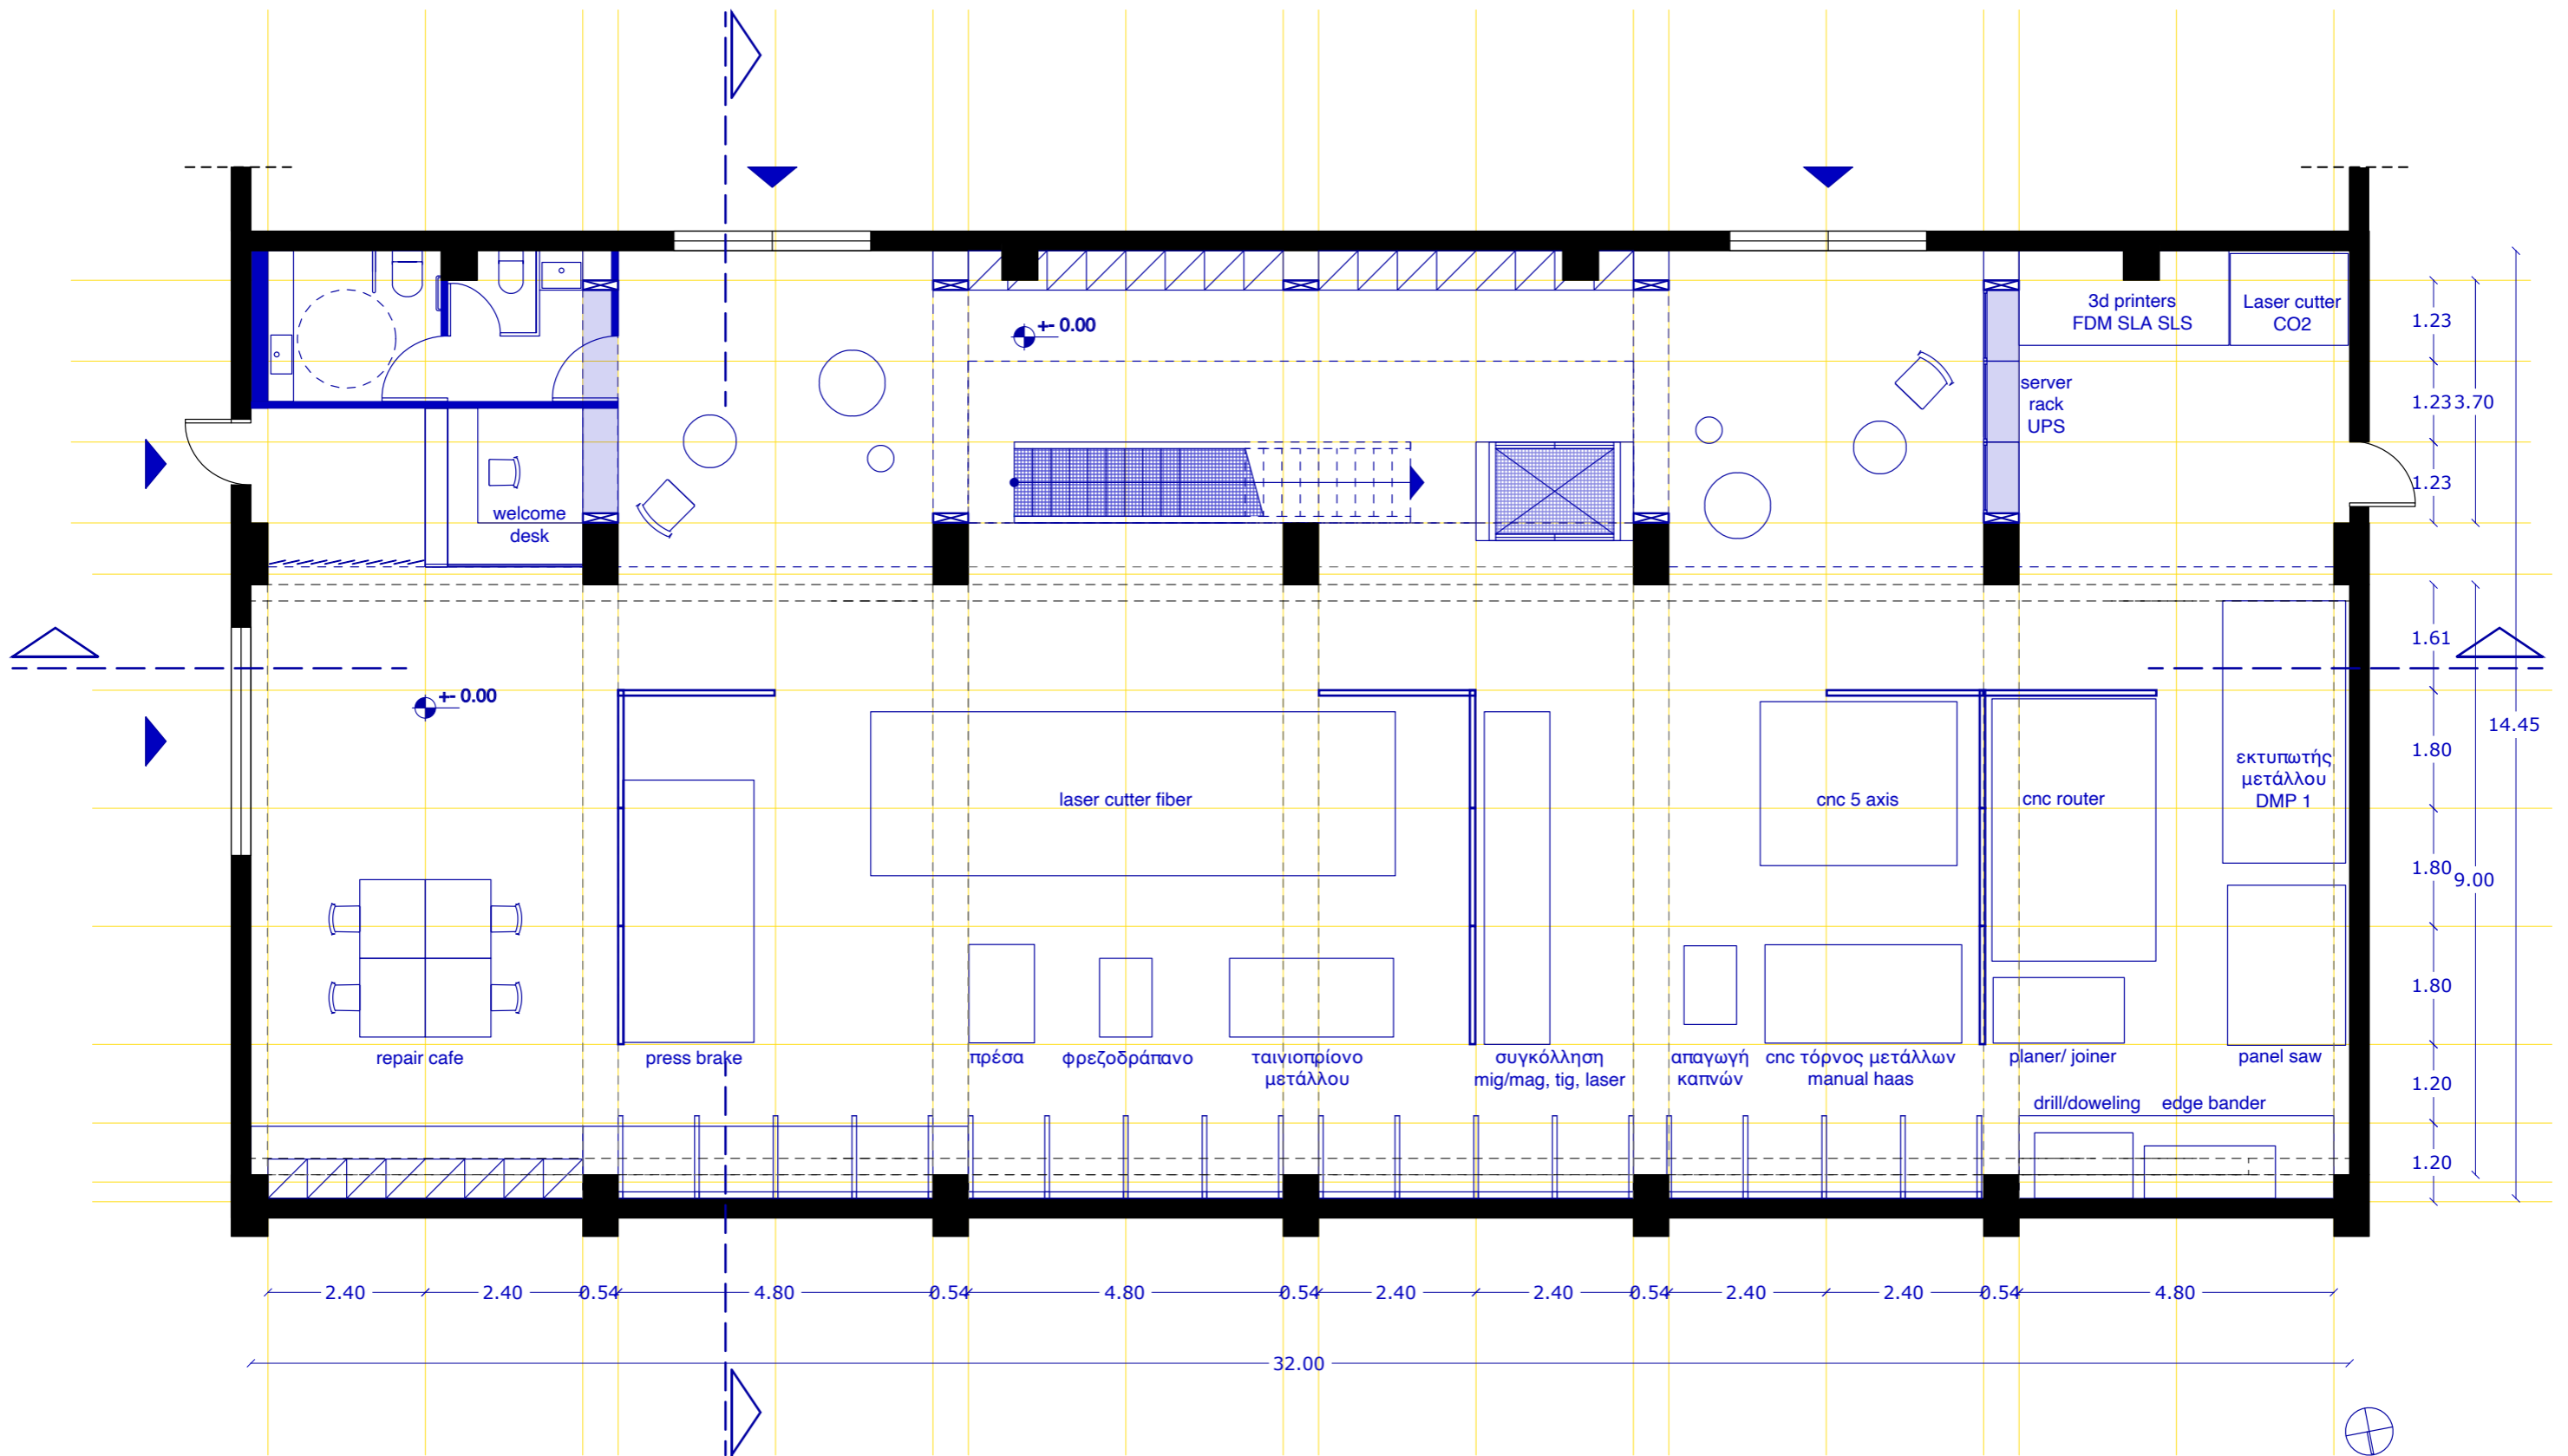 +- 0.00
3d printers
FDM SLA SLS
Laser cutter
CO2
server
rack
UPS
welcome
desk
1.23
1.23
3.70
1.23
+- 0.00
1.61
14.45
1.80
1.80
9.00
1.80
1.20
1.20
laser cutter fiber
cnc 5 axis
cnc router
εκτυπωτής
μετάλλου
DMP 1
repair cafe
press brake
πρέσα
φρεζοδράπανο
ταινιοπρίονο
μετάλλου
συγκόλληση
mig/mag, tig, laser
απαγωγή
καπνών
cnc τόρνος μετάλλων
manual haas
planer/ joiner
panel saw
drill/doweling
edge bander
2.40
2.40
0.54
4.80
0.54
4.80
0.54
2.40
2.40
0.54
2.40
2.40
0.54
4.80
32.00